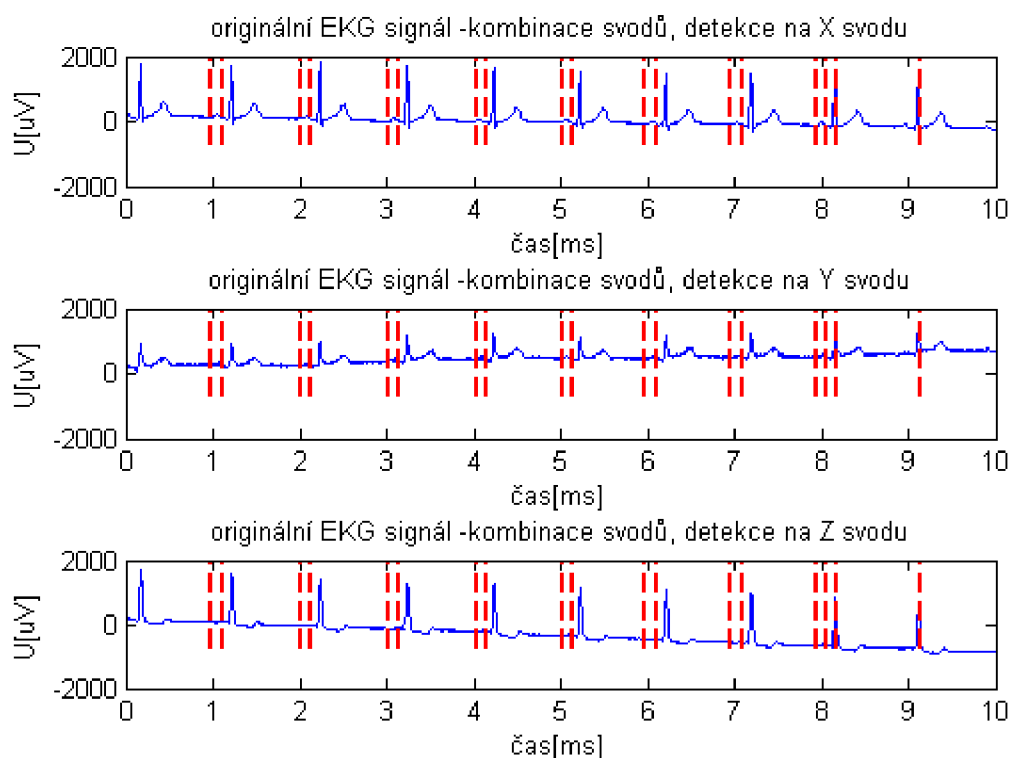 originální EKG signál -kombinace svodů, detekce na X svodu
2000
0
-2000
U[uV]
0 1 2 3 4 5 6 7 8 9 10
čas[ms]
originální EKG signál -kombinace svodů, detekce na Y svodu
2000
0
-2000
U[uV]
0 1 2 3 4 5 6 7 8 9 10
čas[ms]
originální EKG signál -kombinace svodů, detekce na Z svodu
2000
0
-2000
U[uV]
0 1 2 3 4 5 6 7 8 9 10
čas[ms]